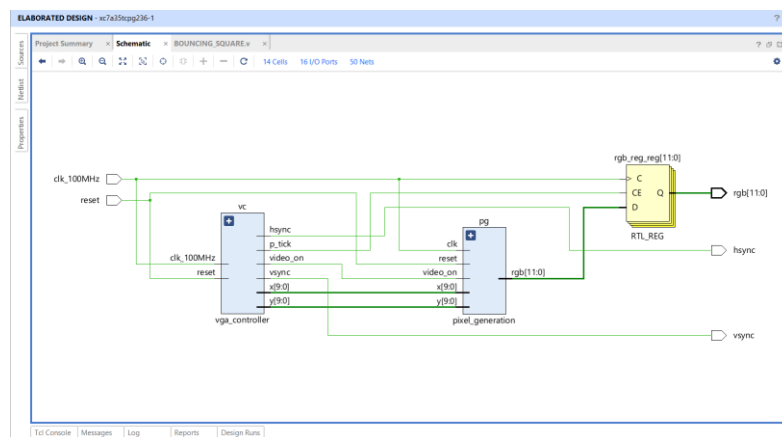 ELABORATED DESIGN - xc7a35tcpg236-1 ?
Sources
Netlist
Properties
Project Summary × Schematic × BOUNCING_SQUARE.v ×
14 Cells 16 I/O Ports 50 Nets
rgb_reg_reg[11:0]
clk_100MHz
C
CE Q
D
rgb[11:0]
reset
RTL_REG
vc
hsync
p_tick
clk_100MHz video_on
reset vsync
x[9:0]
y[9:0]
vga_controller
pg
clk
reset
video_on rgb[11:0]
x[9:0]
y[9:0]
pixel_generation
hsync
vsync
Tcl Console Messages Log Reports Design Runs